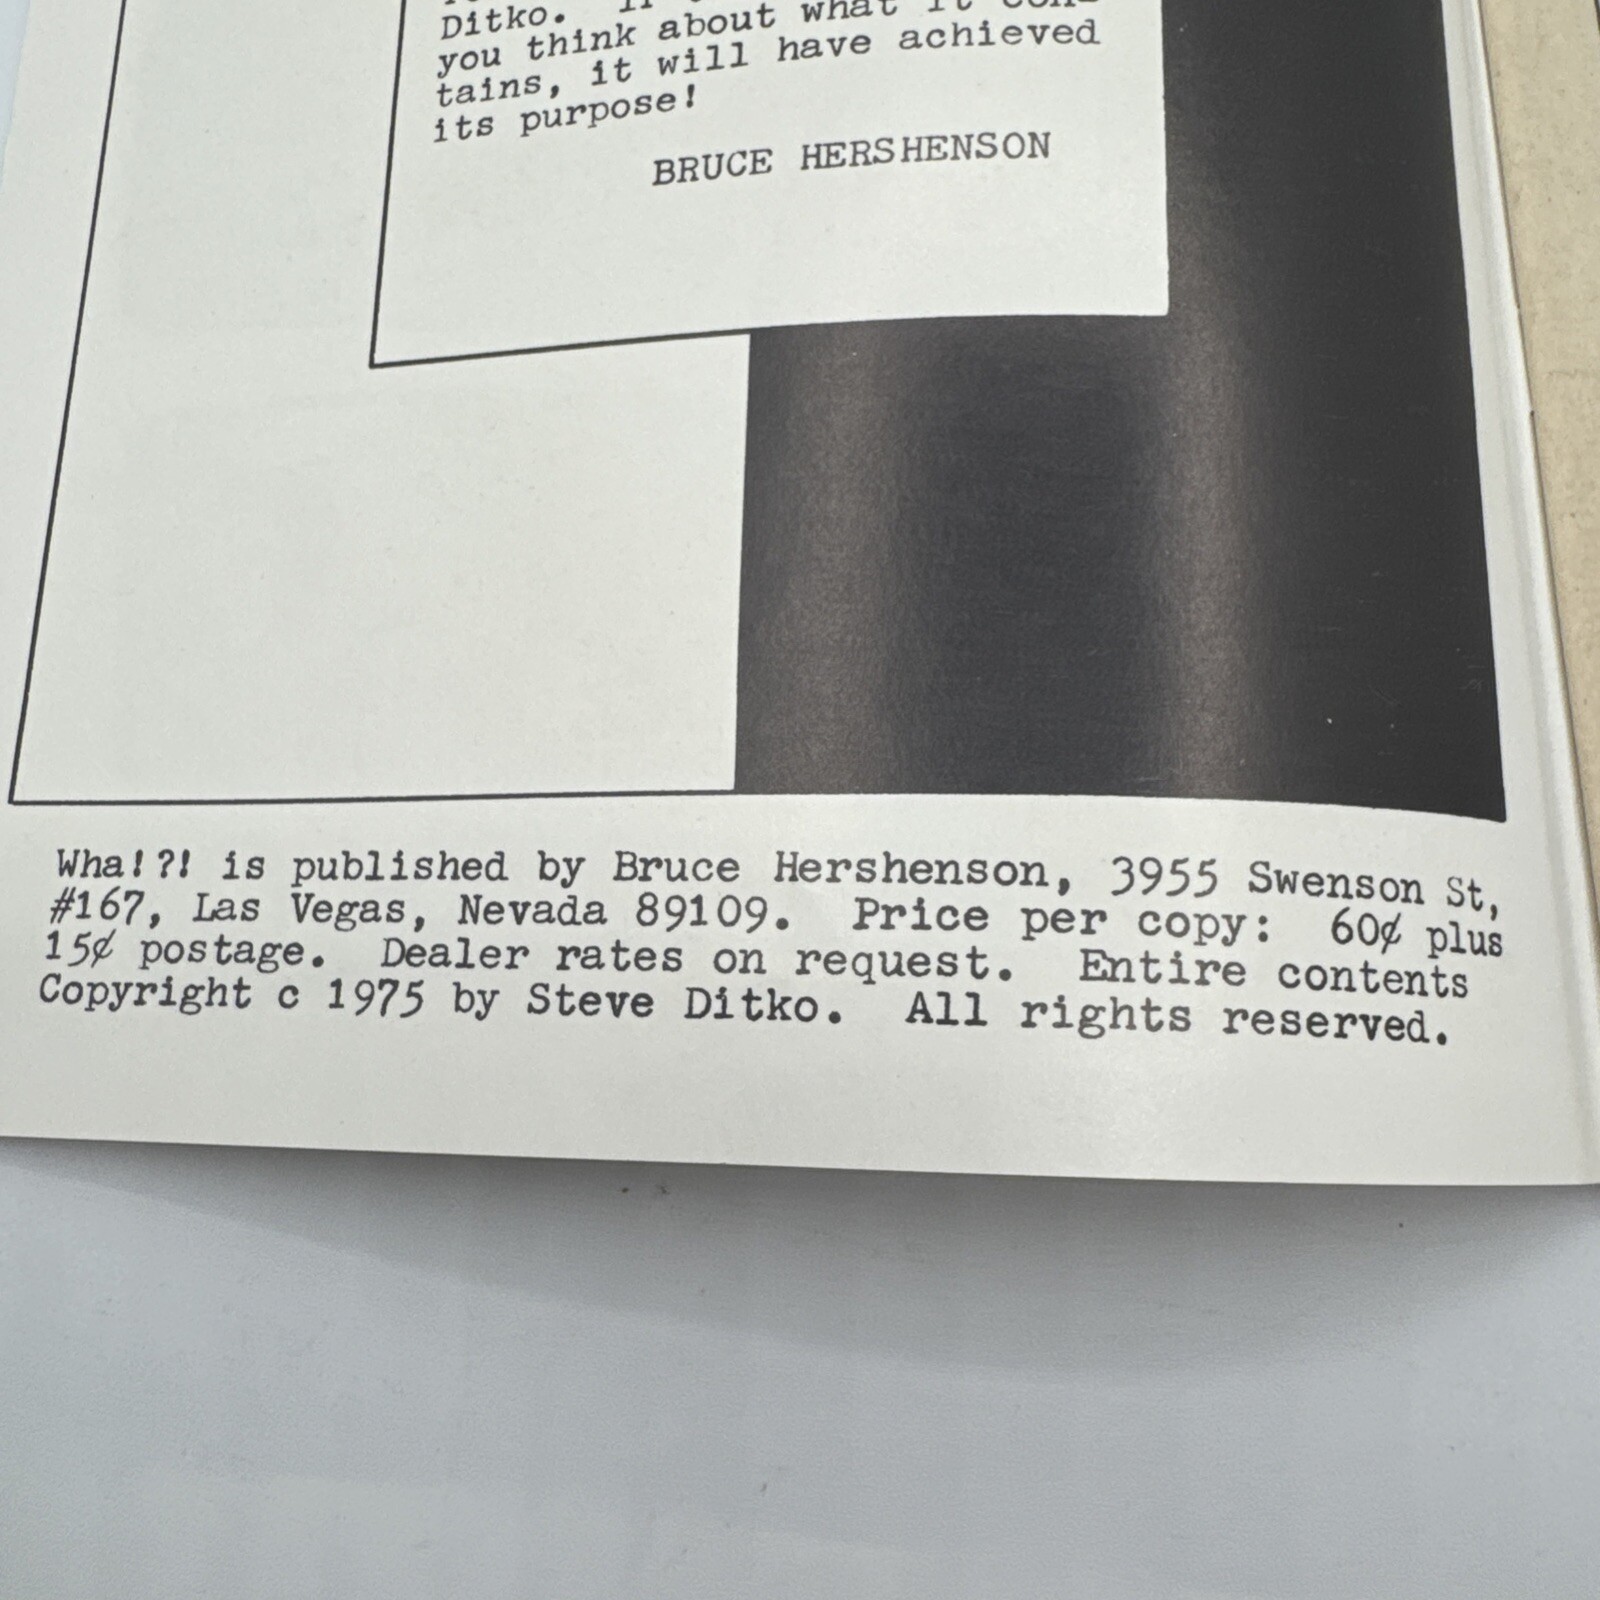 Ditko.
you think about what it con-
tains, it will have achieved
its purpose!
BRUCE HERSHENSON
Wha!?! is published by Bruce Hershenson, 3955 Swenson St,
#167, Las Vegas, Nevada 89109. Price per copy: 60¢ plus
15¢ postage. Dealer rates on request. Entire contents
Copyright c 1975 by Steve Ditko. All rights reserved.